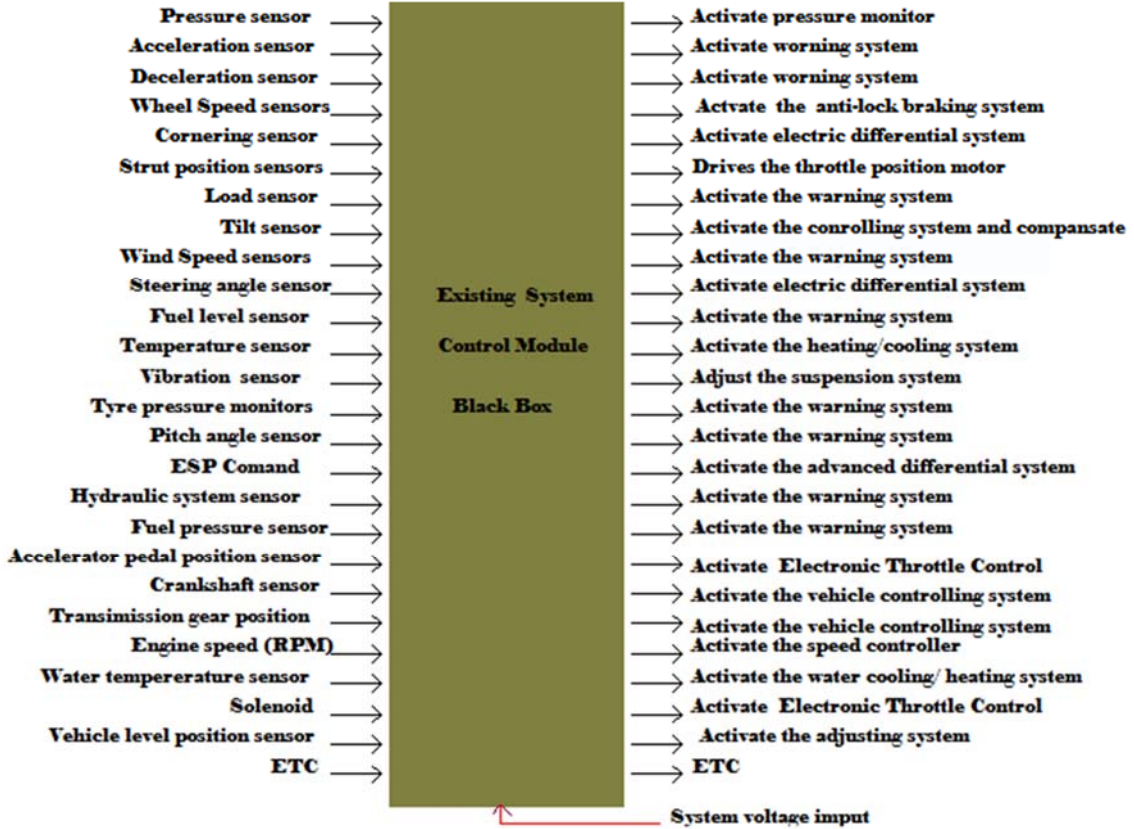 Pressure sensor
Acceleration sensor
Deceleration sensor
Wheel Speed sensors
Cornering sensor
Strut position sensors
Load sensor
Tilt sensor
Wind Speed sensors
Steering angle sensor
Fuel level sensor
Temperature sensor
Vibration sensor
Tyre pressure monitors
Pitch angle sensor
ESP Comand
Hydraulic system sensor
Fuel pressure sensor
Accelerator pedal position sensor
Crankshaft sensor
Transimission gear position
Engine speed (RPM)
Water tempererature sensor
Solenoid
Vehicle level position sensor
ETC
Existing System
Control Module
Black Box
Activate pressure monitor
Activate worning system
Activate worning system
Actvate the anti-lock braking system
Activate electric differential system
Drives the throttle position motor
Activate the warning system
Activate the conrolling system and compansate
Activate the warning system
Activate electric differential system
Activate the warning system
Activate the heating/cooling system
Adjust the suspension system
Activate the warning system
Activate the warning system
Activate the advanced differential system
Activate the warning system
Activate the warning system
Activate Electronic Throttle Control
Activate the vehicle controlling system
Activate the vehicle controlling system
Activate the speed controller
Activate the water cooling/ heating system
Activate Electronic Throttle Control
Activate the adjusting system
ETC
System voltage imput